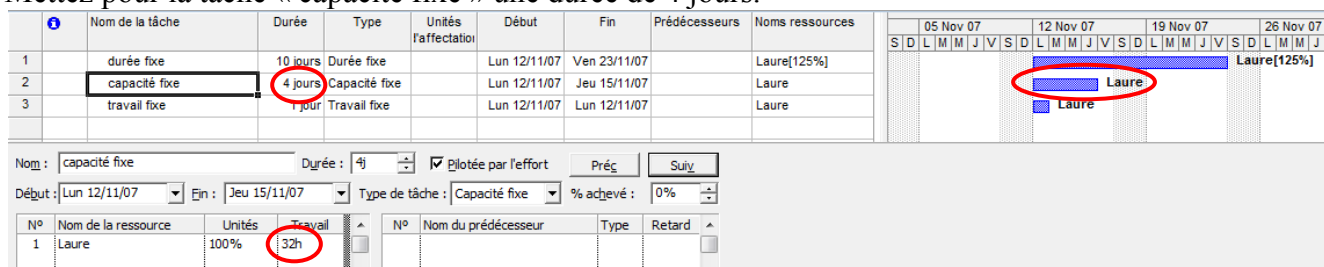 Mettez pour la tâche « capacité fixe » une durée de 4 jours.
Nom de la tâche Durée Type Unités l'affectation Début Fin Prédécesseurs Noms ressources 05 Nov 07 12 Nov 07 19 Nov 07 26 Nov 07
S D L M M J V S D L M M J V S D L M M J V S D L M M J
1 durée fixe 10 jours Durée fixe Lun 12/11/07 Ven 23/11/07 Laure[125%] Laure[125%]
2 capacité fixe 4 jours Capacité fixe Lun 12/11/07 Jeu 15/11/07 Laure Laure
3 travail fixe 1 jour Travail fixe Lun 12/11/07 Lun 12/11/07 Laure Laure
Nom : capacité fixe Durée : 4j Pilotée par l'effort Préc Suiv
Début : Lun 12/11/07 Fin : Jeu 15/11/07 Type de tâche : Capacité fixe % achevé : 0%
N° Nom de la ressource Unités Travail N° Nom du prédécesseur Type Retard
1 Laure 100% 32h